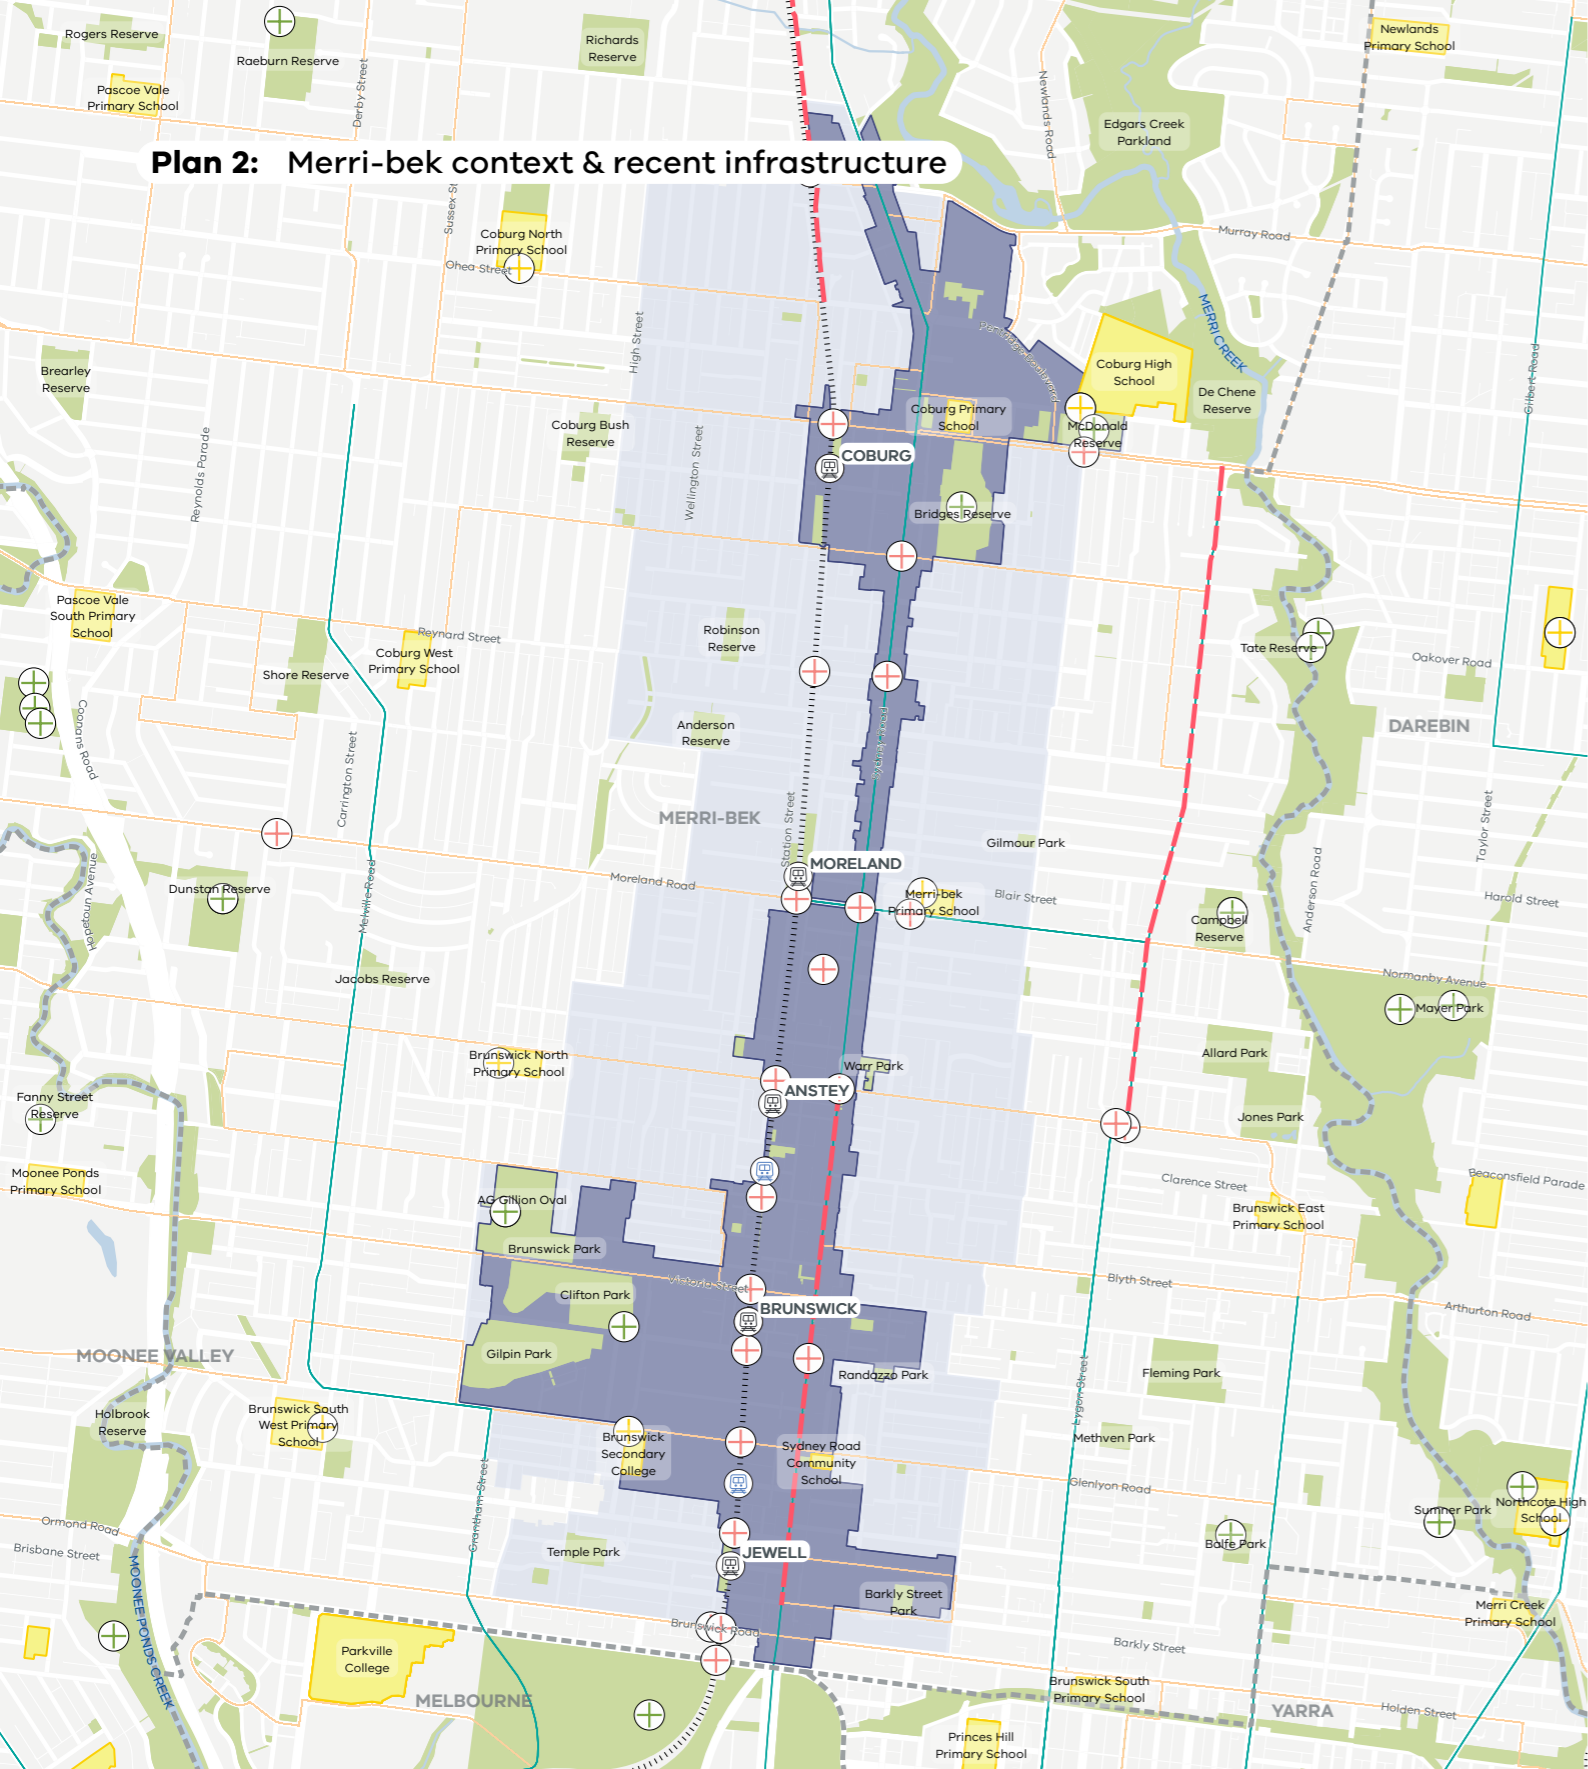 Rogers Reserve
Raeburn Reserve
Richards
Reserve
Newlands
Primary School
Pascoe Vale
Primary School
Derby Street
Newlands Road
Edgars Creek
Parkland
Plan 2: Merri-bek context & recent infrastructure
Sussex St
Coburg North
Primary School
Ohea Street
Murray Road
MERRI CREEK
High Street
Gilbert Road
Brearley
Reserve
Coburg High
School
De Chene
Reserve
Coburg Primary
School
Coburg Bush
Reserve
McDonald
Reserve
Reynolds Parade
Wellington Street
COBURG
Bridges Reserve
Pascoe Vale
South Primary
School
Reynard Street
Coburg West
Primary School
Shore Reserve
Robinson
Reserve
Tate Reserve
Oakover Road
Anderson
Reserve
Coonans Road
Carrington Street
Sydney Road
DAREBIN
MERRI-BEK
Station Street
Gilmour Park
Taylor Street
MORELAND
Moreland Road
Merri-bek
Primary School
Blair Street
Dunstan Reserve
Hopetoun Avenue
Melville Road
Campbell
Reserve
Anderson Road
Harold Street
Jacobs Reserve
Normanby Avenue
Mayer Park
Brunswick North
Primary School
Warr Park
Allard Park
ANSTEY
Fanny Street
Reserve
Jones Park
Moonee Ponds
Primary School
Clarence Street
Beaconsfield Parade
AG Gillion Oval
Brunswick East
Primary School
Brunswick Park
Victoria Street
Clifton Park
Blyth Street
BRUNSWICK
Arthurton Road
MOONEE VALLEY
Gilpin Park
Randazzo Park
Fleming Park
Lygon Street
Holbrook
Reserve
Brunswick South
West Primary
School
Brunswick
Secondary
College
Sydney Road
Community
School
Methven Park
Glenlyon Road
Grantham Street
Northcote High
School
Sumner Park
Ormond Road
Brisbane Street
Temple Park
JEWELL
Balfe Park
MOONEE PONDS CREEK
Barkly Street
Park
Merri Creek
Primary School
Brunswick Road
Parkville
College
Barkly Street
MELBOURNE
Brunswick South
Primary School
YARRA
Holden Street
Princes Hill
Primary School